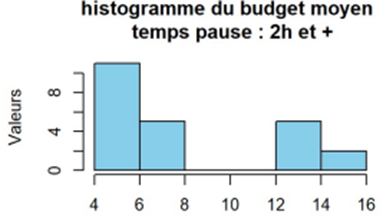 histogramme du budget moyen
temps pause : 2h et +
Valeurs
8
4
0
4 6 8 10 12 14 16